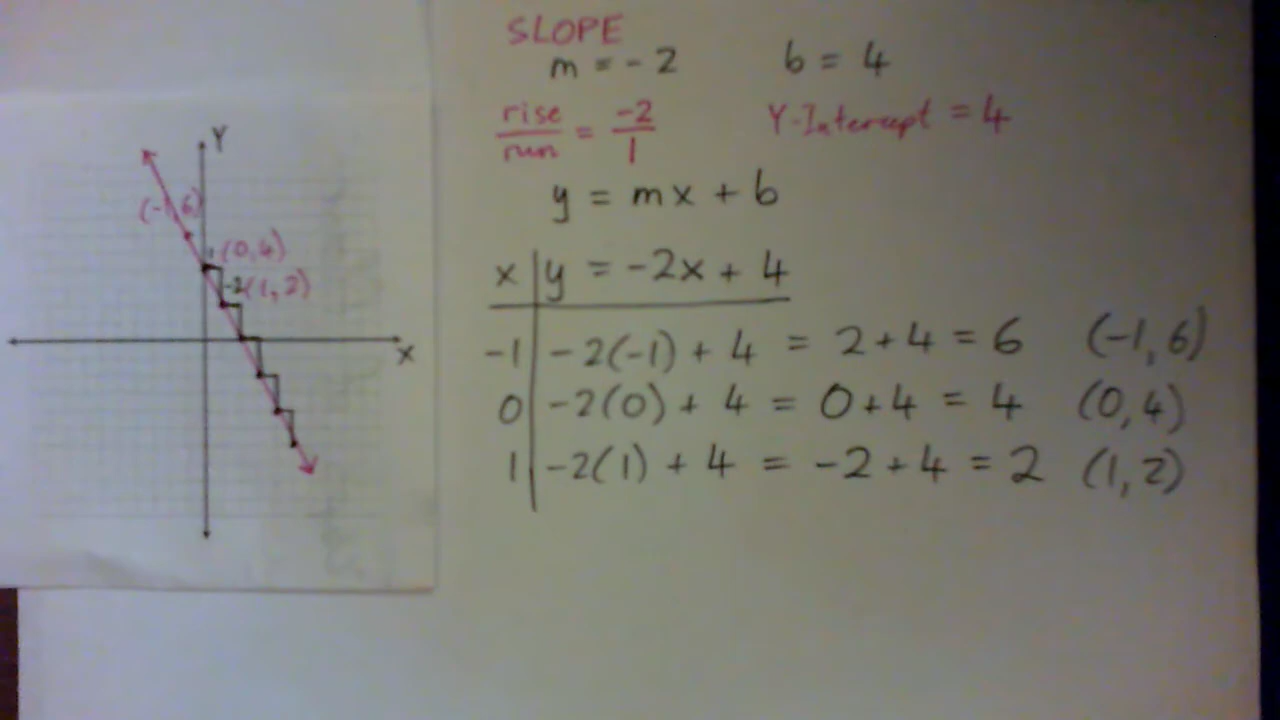 SLOPE
m = -2 b = 4
rise/run = -2/1 Y-Intercept = 4
y = mx + b
x | y = -2x + 4
-1 | -2(-1) + 4 = 2+4 = 6 (-1, 6)
0 | -2(0) + 4 = 0+4 = 4 (0, 4)
1 | -2(1) + 4 = -2+4 = 2 (1, 2)
Y
(-1, 6)
1 (0, 4)
-2 (1, 2)
X